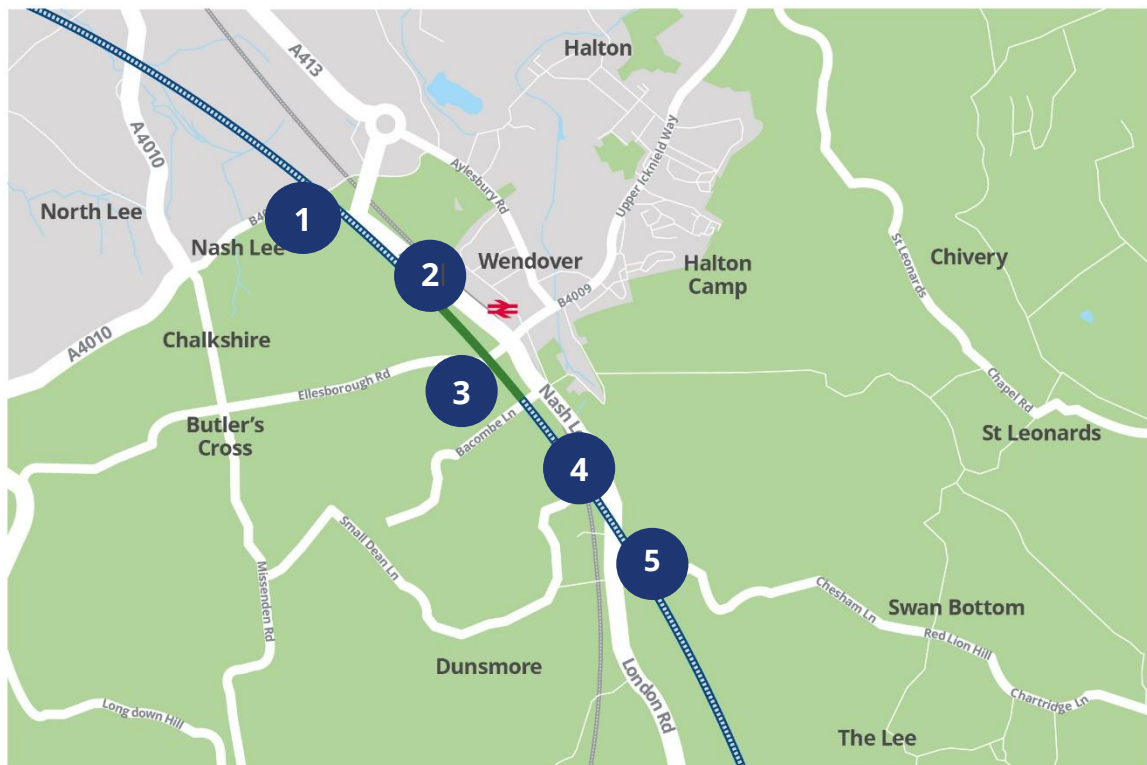 Halton
A413
A4010
Aylesbury Rd
Upper Icknield Way
North Lee
1
Nash Lee
2
Wendover
Halton
Camp
St Leonards
Chivery
B4009
A4010
Chalkshire
Ellesborough Rd
3
Bacombe Ln
Nash L
Chapel Rd
Butler's
Cross
St Leonards
4
Small Dean Ln
Missenden Rd
5
Chesham Ln
Swan Bottom
Red Lion Hill
Dunsmore
London Rd
Chartridge Ln
Longdown Hill
The Lee